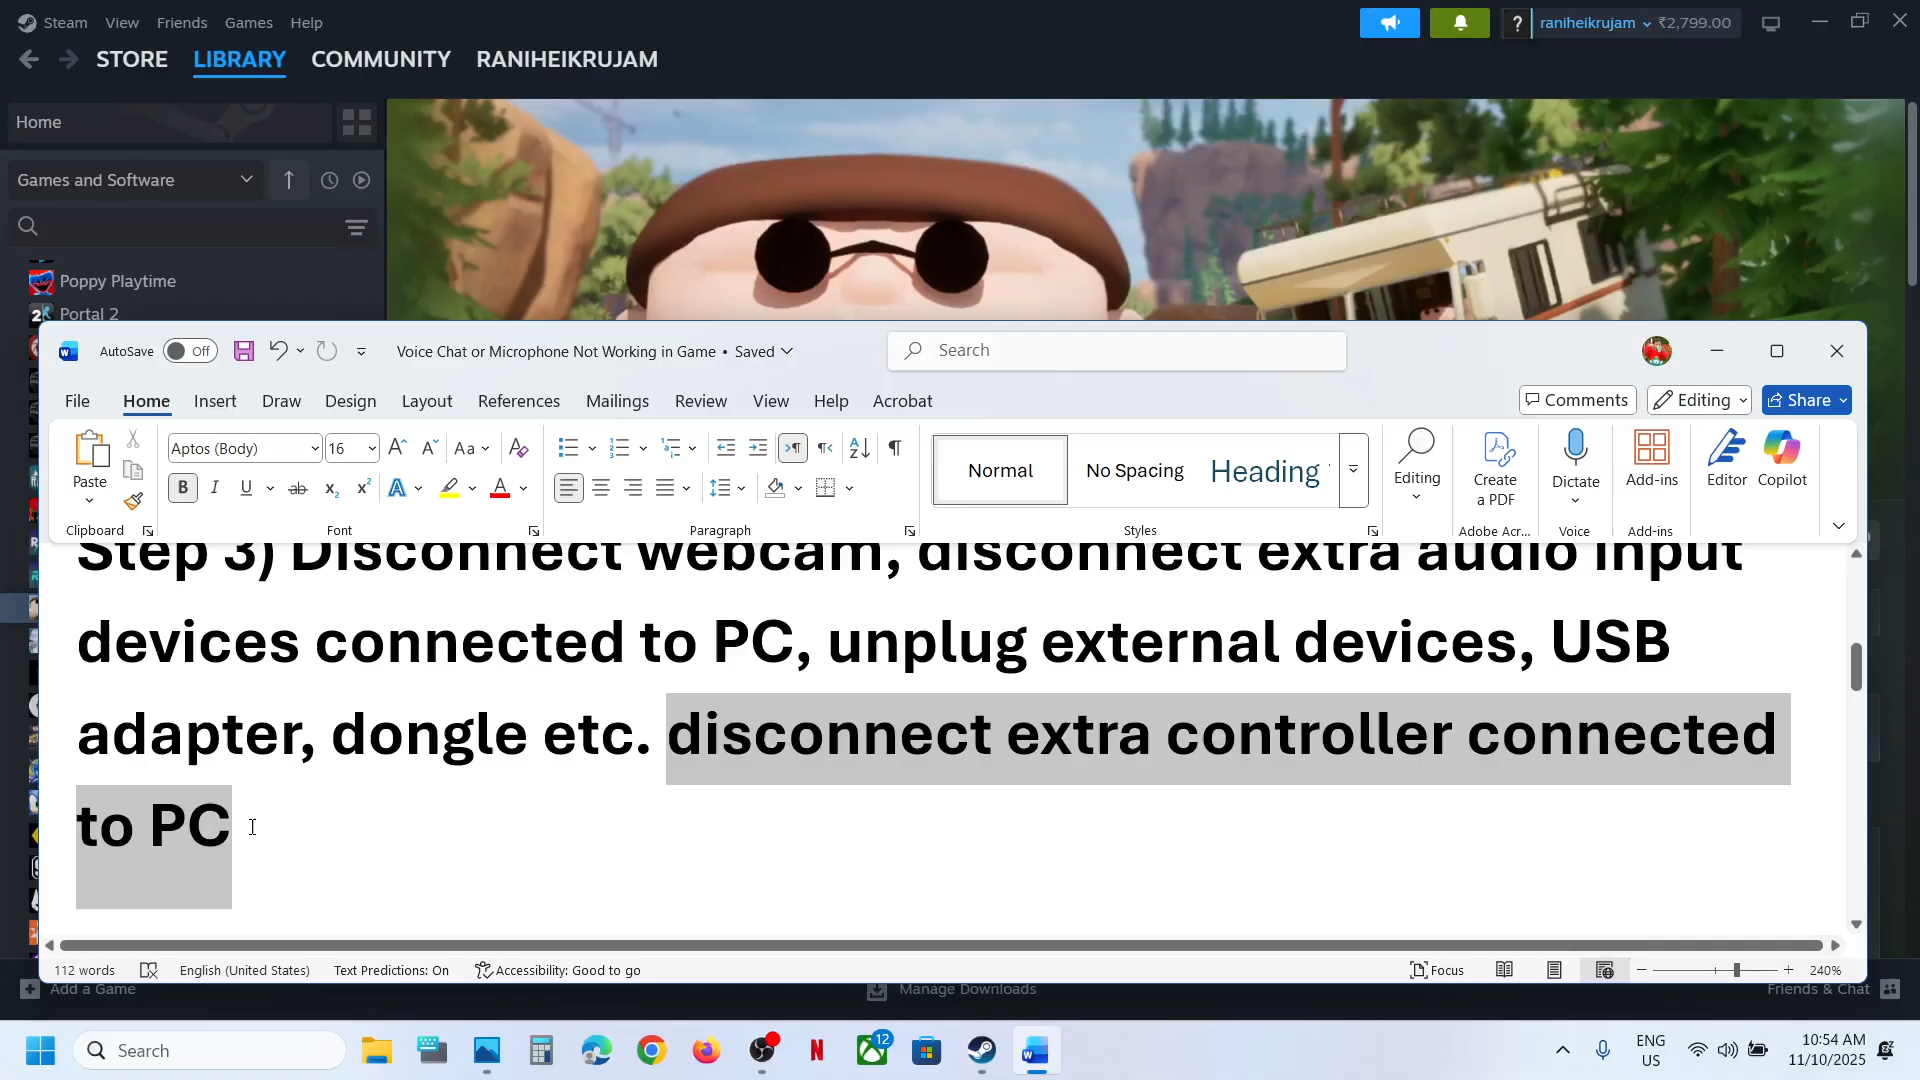 Steam View Friends Games Help
raniheikrujam ₹2,799.00
STORE LIBRARY COMMUNITY RANIHEIKRUJAM
Home
Games and Software
Poppy Playtime
Portal 2
AutoSave Off
Voice Chat or Microphone Not Working in Game • Saved
Search
File Home Insert Draw Design Layout References Mailings Review View Help Acrobat
Comments Editing Share
Paste
Aptos (Body) 16
Normal No Spacing Heading
Editing
Create a PDF
Dictate
Add-ins
Editor
Copilot
Clipboard Font Paragraph Styles Adobe Acr... Voice Add-ins
Step 3) Disconnect webcam, disconnect extra audio input
devices connected to PC, unplug external devices, USB
adapter, dongle etc. disconnect extra controller connected
to PC
112 words English (United States) Text Predictions: On Accessibility: Good to go Focus 240%
Add a Game Manage Downloads Friends & Chat
Search
12
ENG
US
10:54 AM
11/10/2025